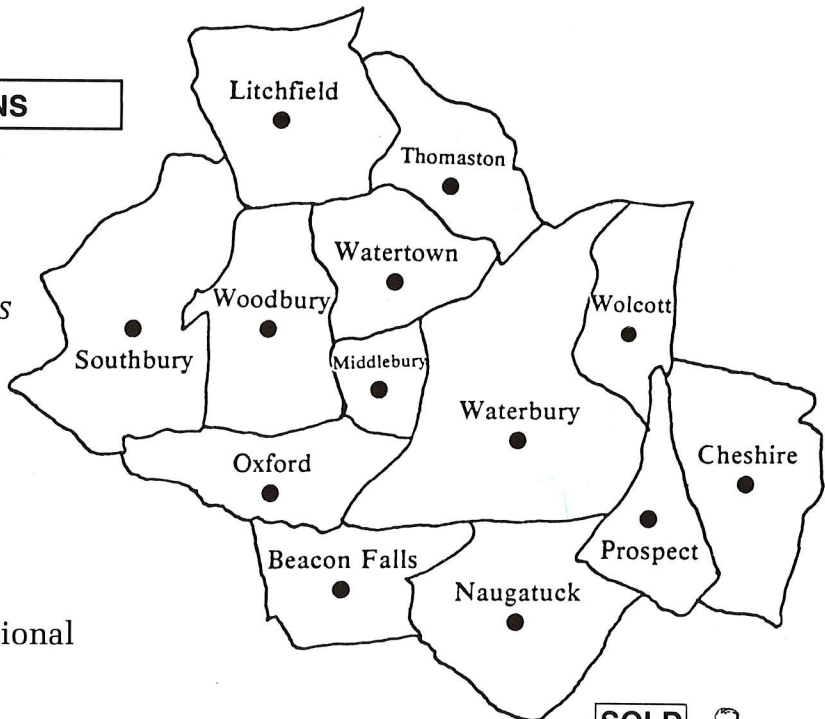 NS
Litchfield
Thomaston
Watertown
Woodbury
Wolcott
s
Southbury
Middlebury
Waterbury
Oxford
Cheshire
Prospect
Beacon Falls
Naugatuck
ional
SOLD